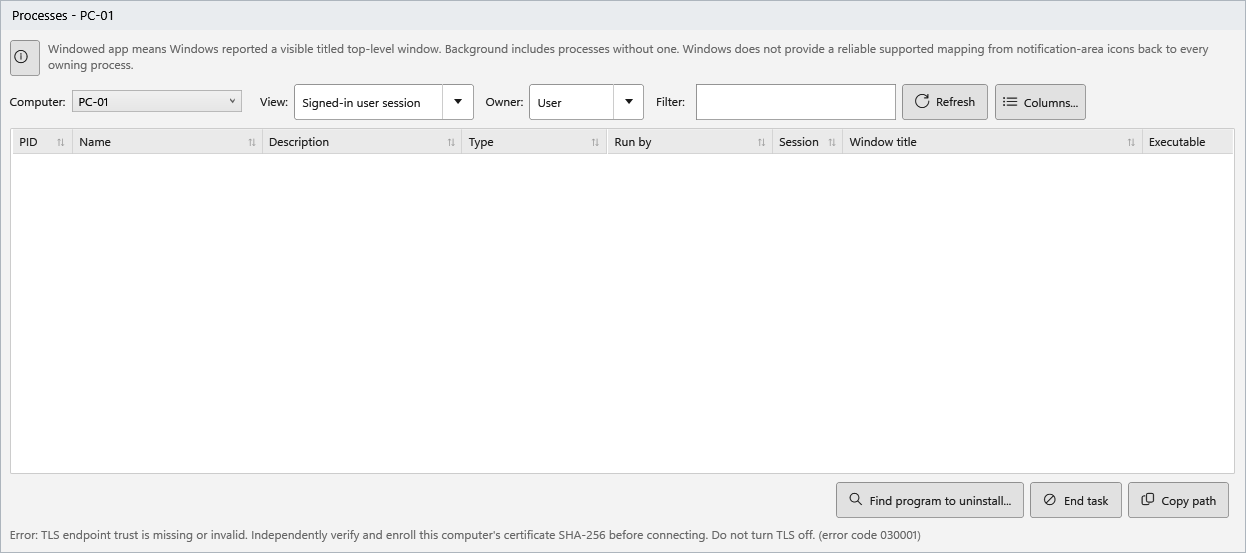 Processes - PC-01
Windowed app means Windows reported a visible titled top-level window. Background includes processes without one. Windows does not provide a reliable supported mapping from notification-area icons back to every
owning process.
Computer: PC-01 View: Signed-in user session Owner: User Filter: Refresh Columns...
PID Name Description Type Run by Session Window title Executable
Find program to uninstall... End task Copy path
Error: TLS endpoint trust is missing or invalid. Independently verify and enroll this computer's certificate SHA-256 before connecting. Do not turn TLS off. (error code 030001)